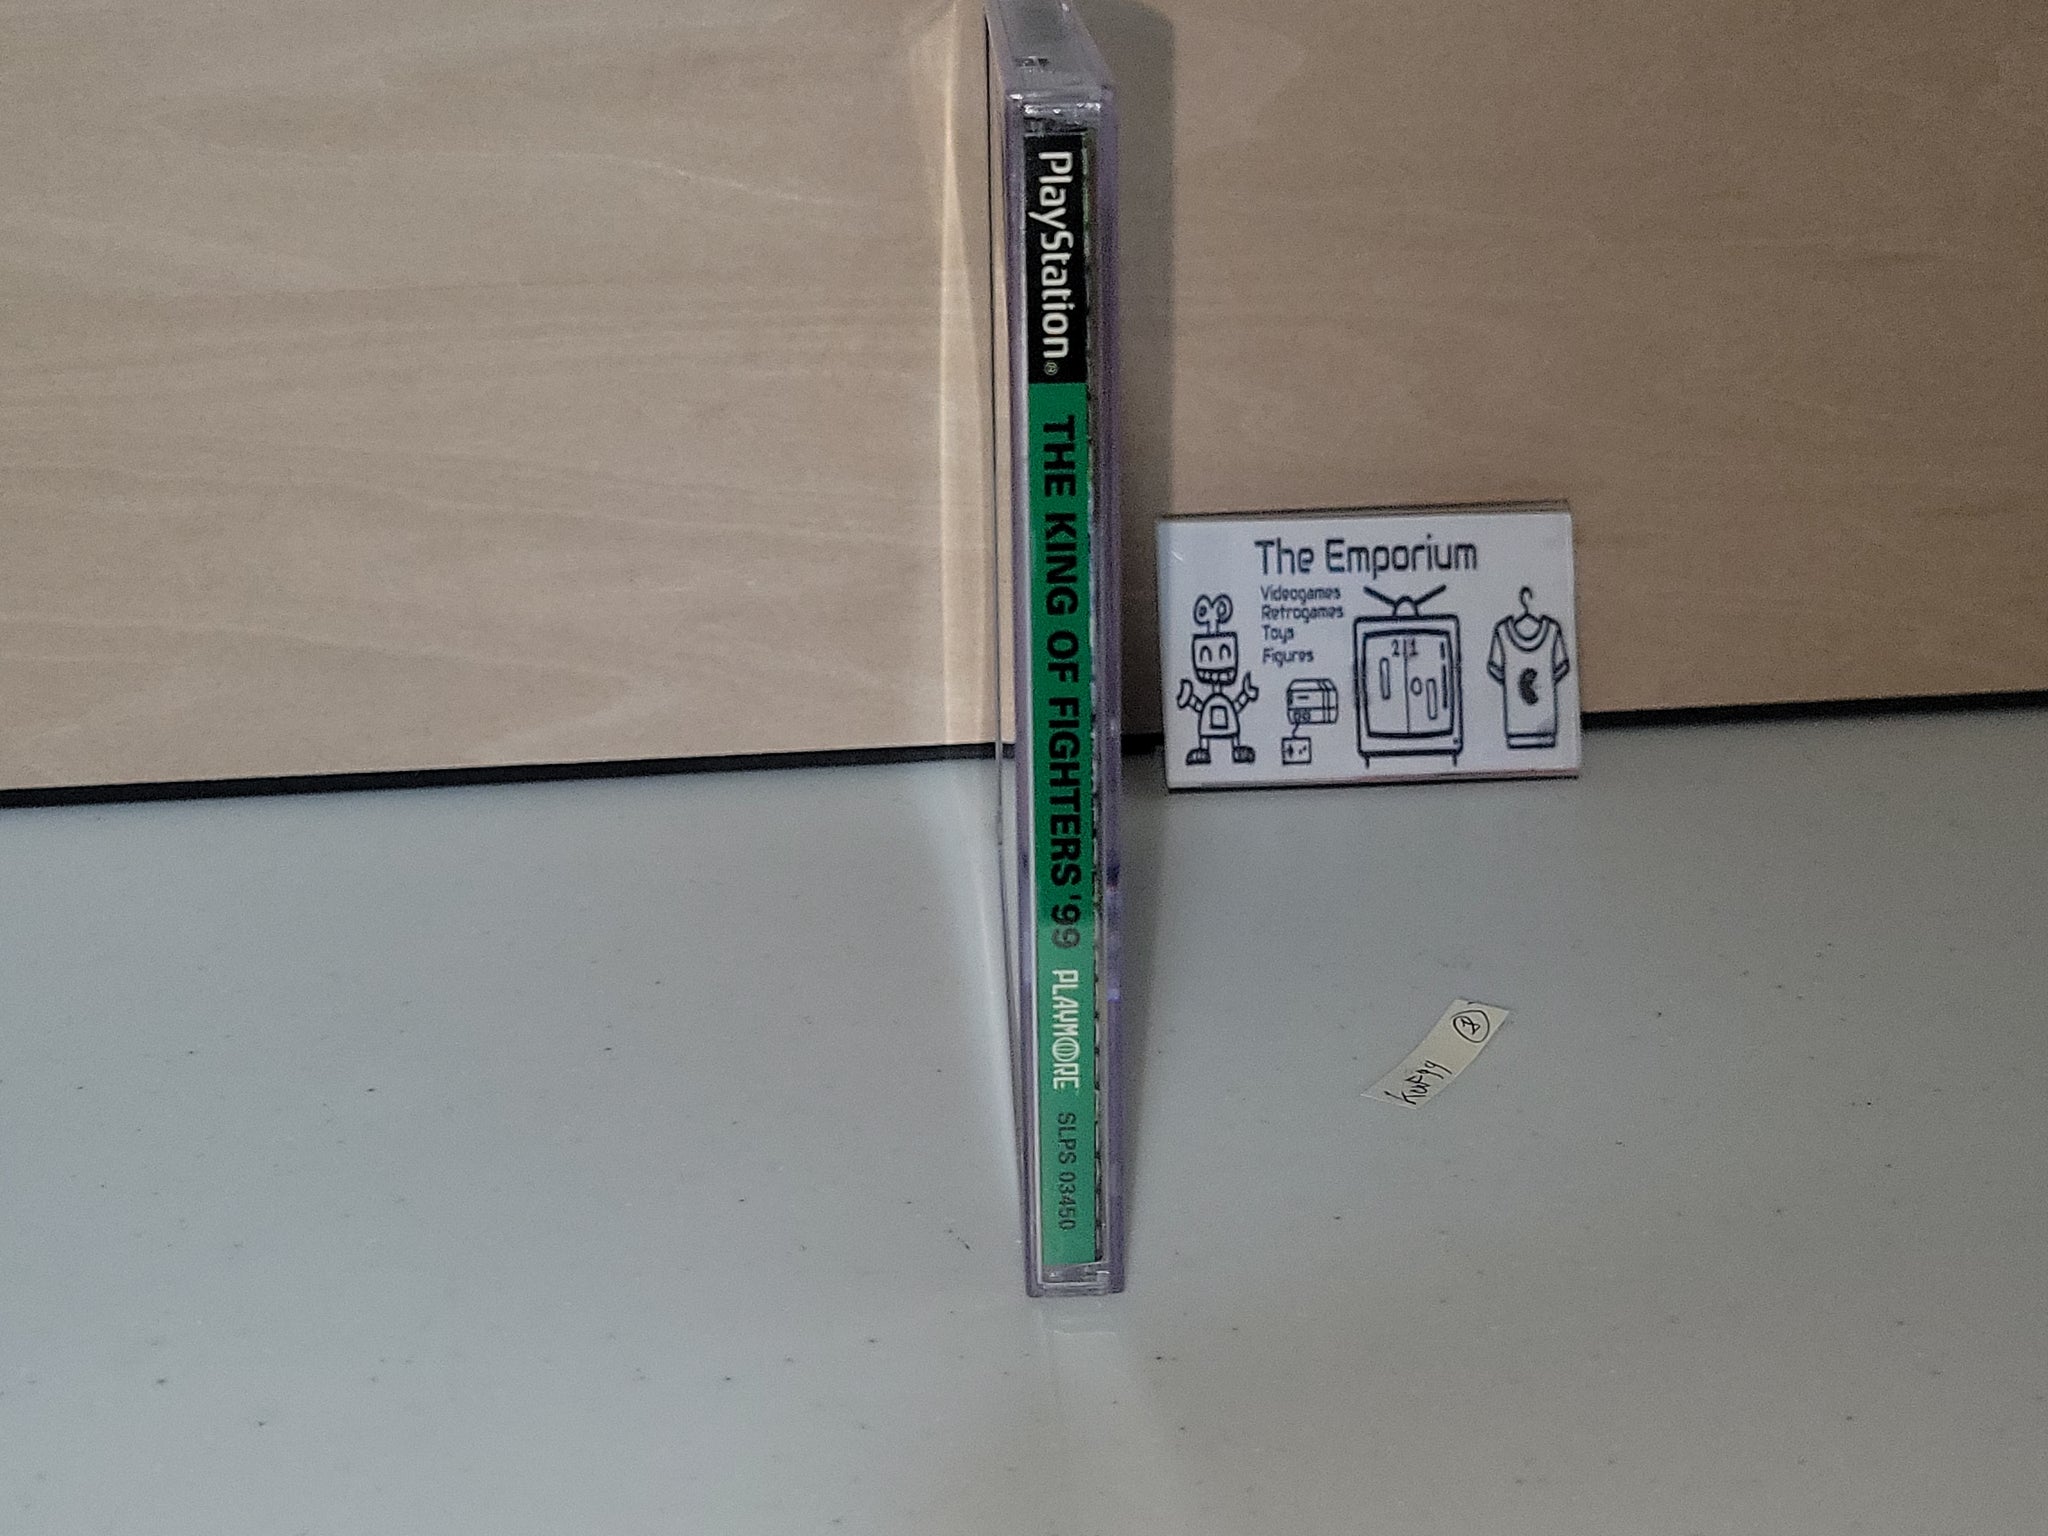 PlayStation®
THE KING OF FIGHTERS '99
PLAYMORE
SLPS 03450
The Emporium
Videogames
Retrogames
Toys
Figures
2 1
KOF99